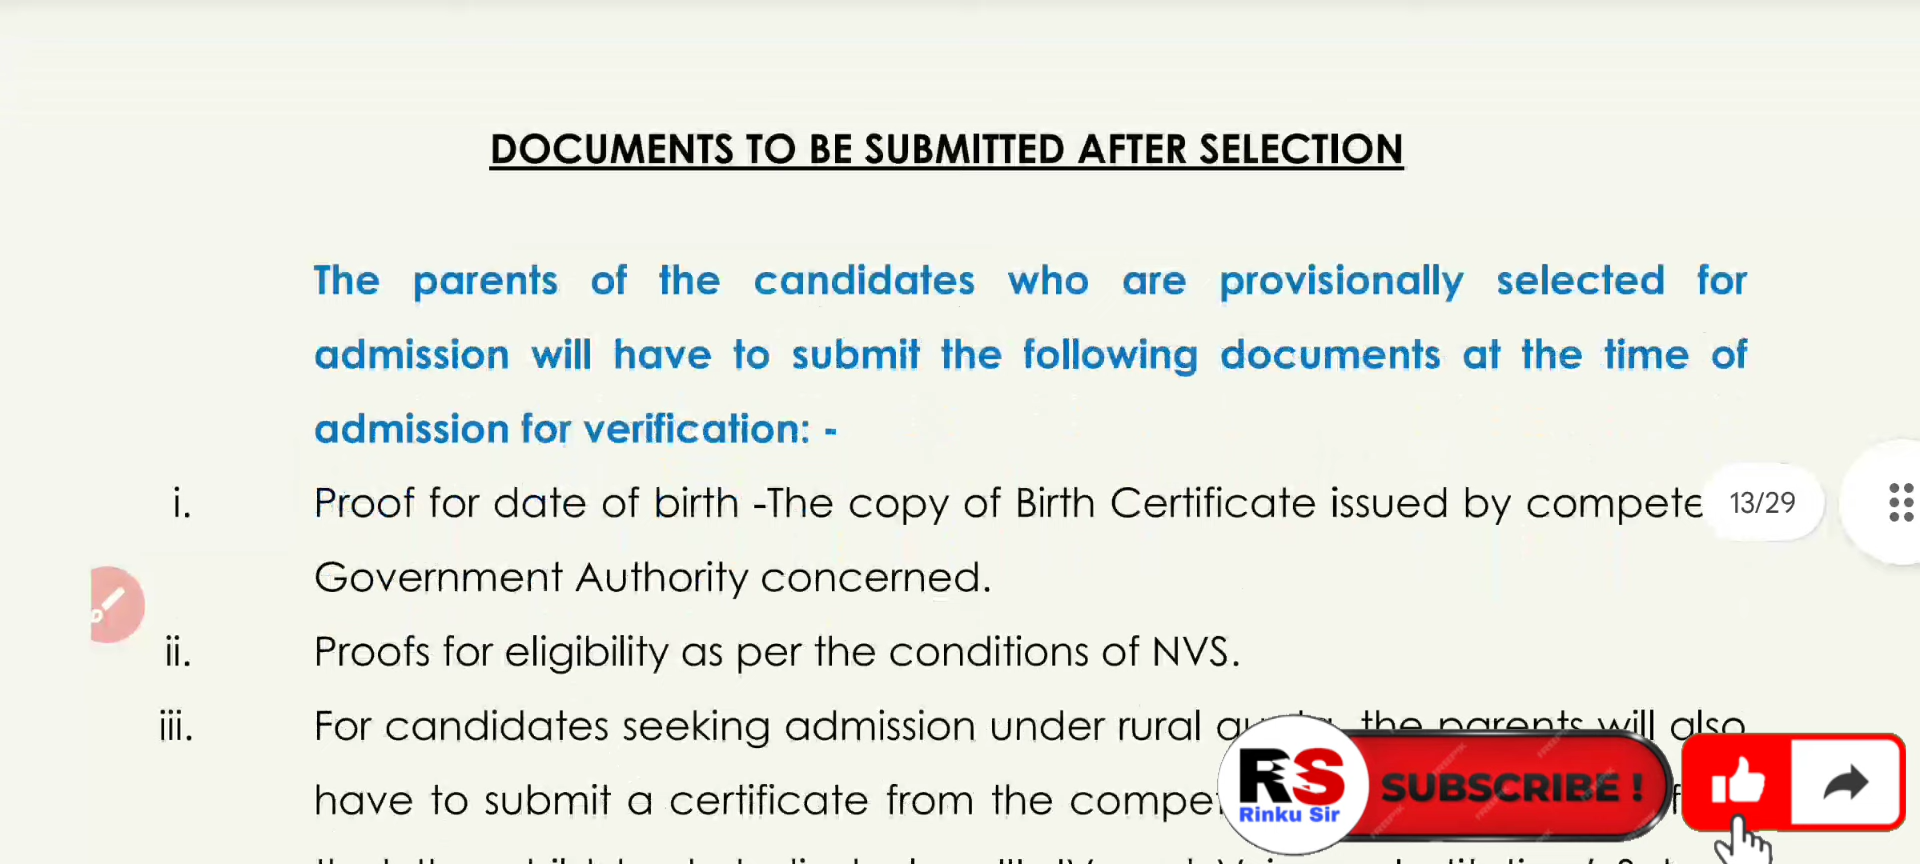 DOCUMENTS TO BE SUBMITTED AFTER SELECTION
The parents of the candidates who are provisionally selected for
admission will have to submit the following documents at the time of
admission for verification: -
i. Proof for date of birth -The copy of Birth Certificate issued by compete
13/29
Government Authority concerned.
ii. Proofs for eligibility as per the conditions of NVS.
iii. For candidates seeking admission under rural the parents will also
have to submit a certificate from the compe
RS
Rinku Sir
SUBSCRIBE !